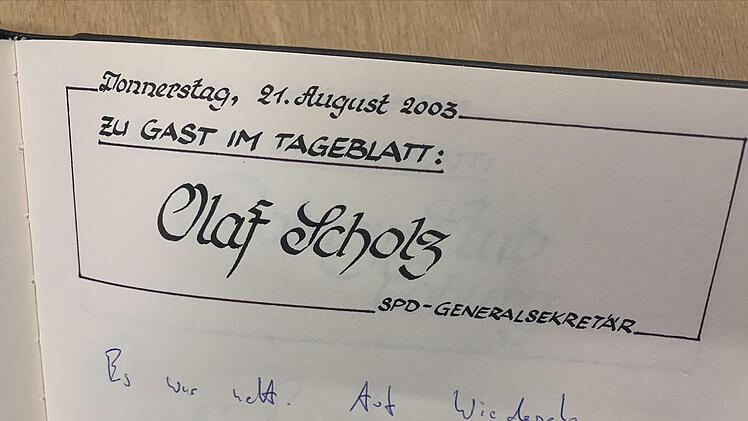 Donnerstag, 21. August 2003
ZU GAST IM TAGEBLATT:
Olaf Scholz
SPD-GENERALSEKRETÄR
Es war nett. Auf